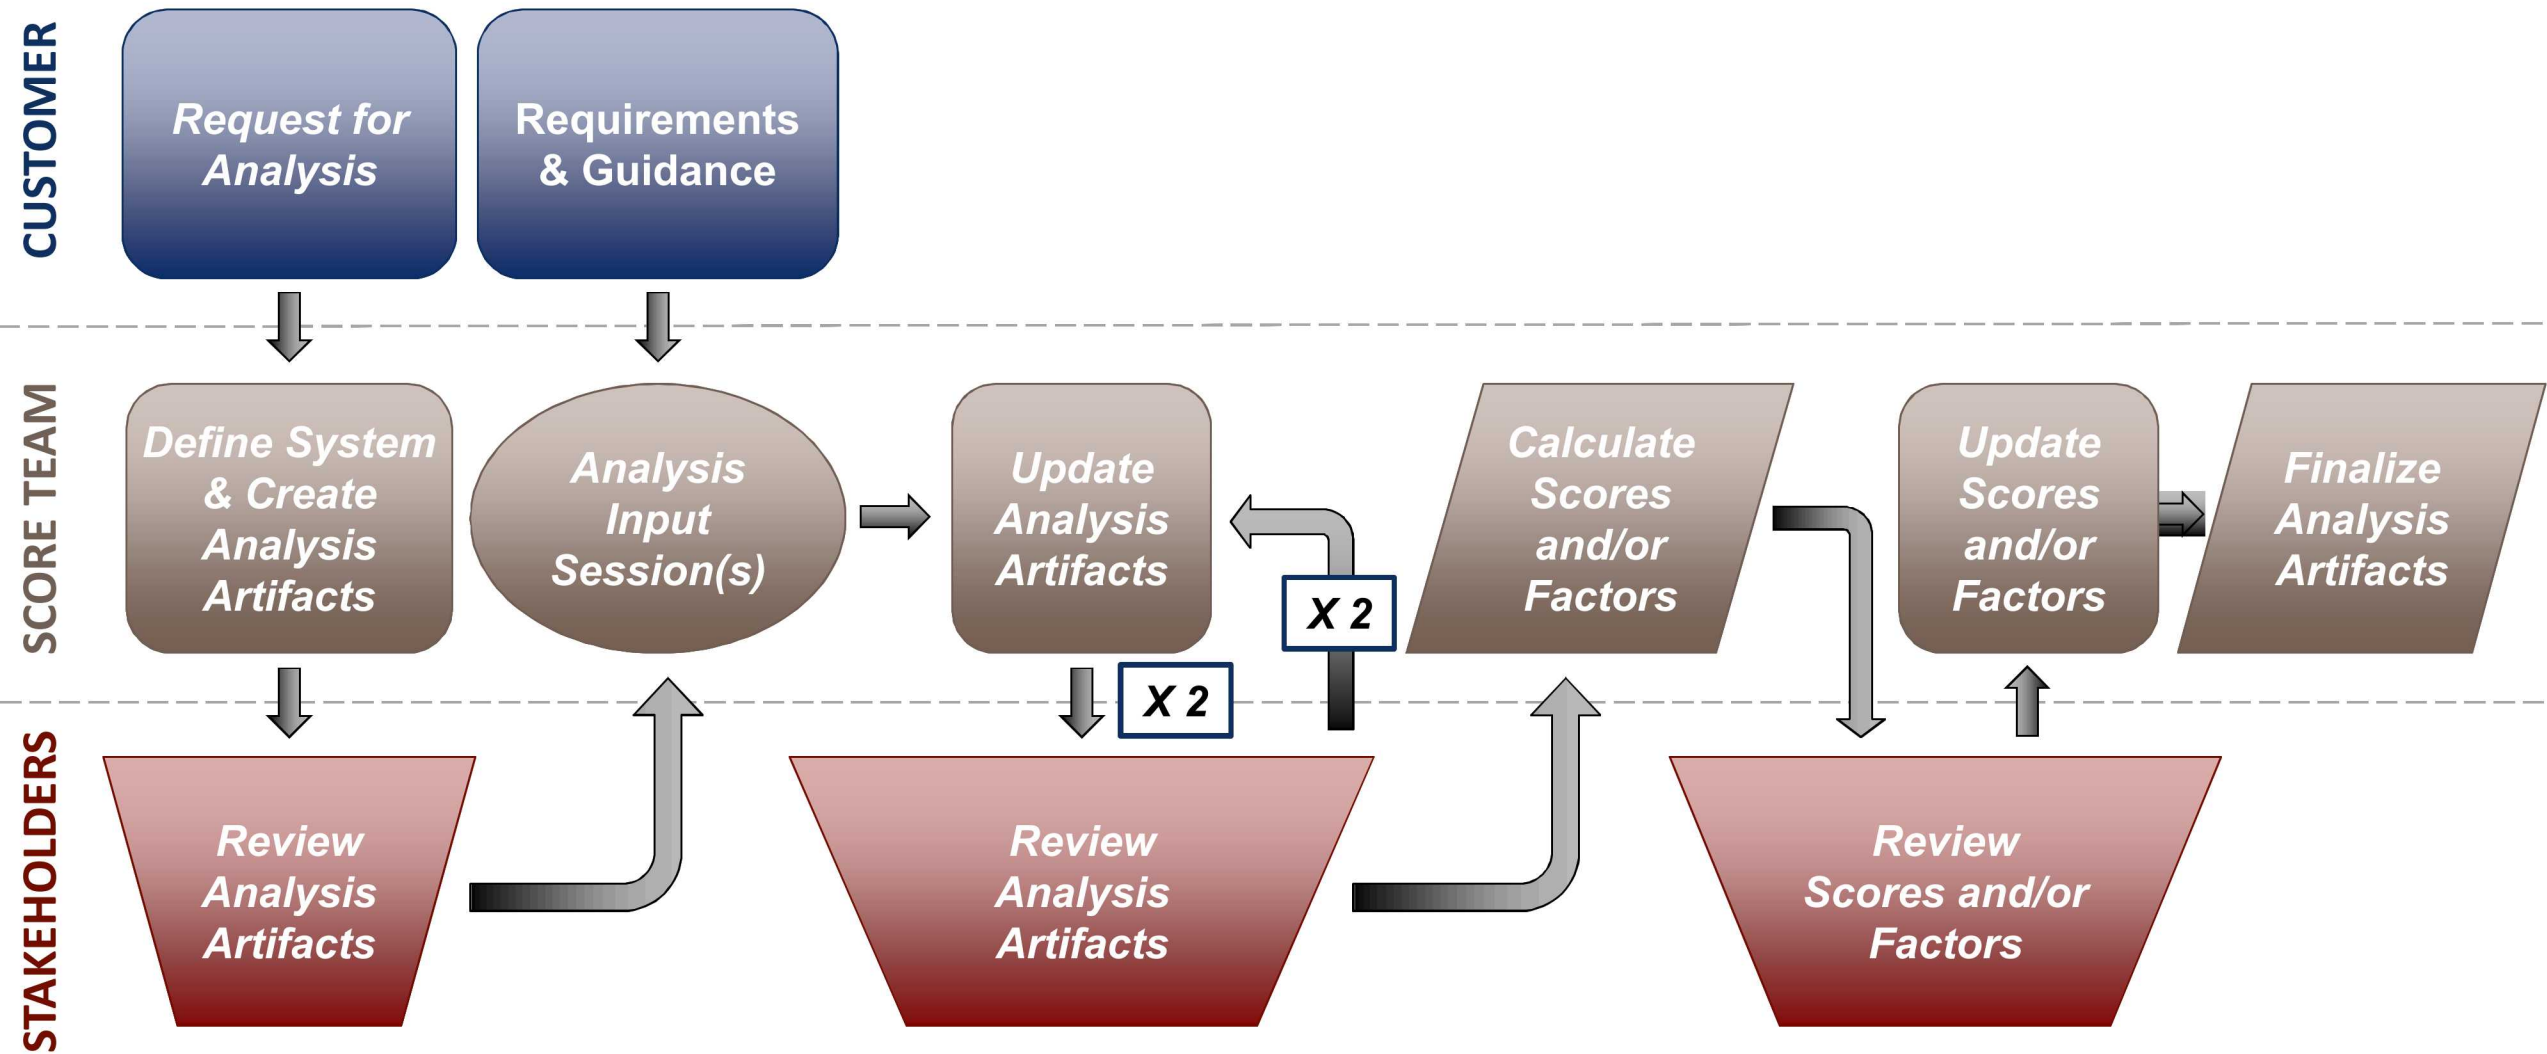 CUSTOMER
Request for
Analysis
Requirements
& Guidance
SCORE TEAM
Define System
& Create
Analysis
Artifacts
Analysis
Input
Session(s)
Update
Analysis
Artifacts
X 2
X 2
Calculate
Scores
and/or
Factors
Update
Scores
and/or
Factors
Finalize
Analysis
Artifacts
STAKEHOLDERS
Review
Analysis
Artifacts
Review
Analysis
Artifacts
Review
Scores and/or
Factors